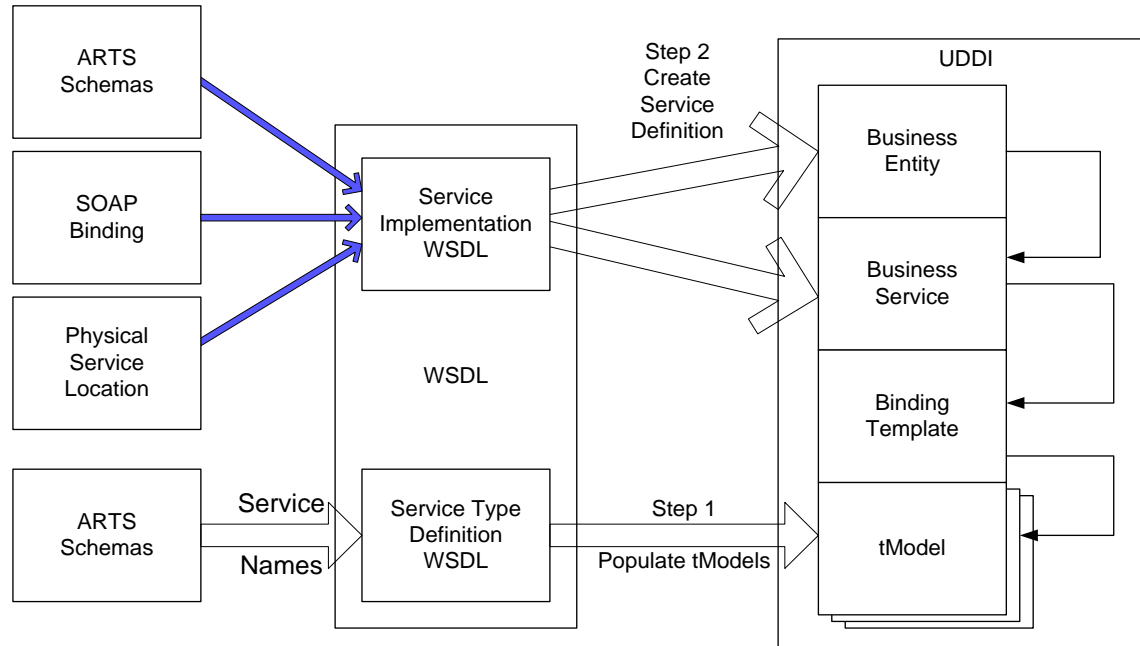 ARTS
Schemas
SOAP
Binding
Physical
Service
Location
ARTS
Schemas
Service
Names
Service
Implementation
WSDL
WSDL
Service Type
Definition
WSDL
Step 2
Create
Service
Definition
Step 1
Populate tModels
UDDI
Business
Entity
Business
Service
Binding
Template
tModel